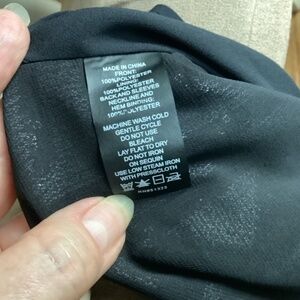 MADE IN CHINA
FRONT:
100%POLYESTER
LINING:
100%POLYESTER
BACK AND SLEEVES
NECKLINE AND
HEM BINDING:
100%POLYESTER
MACHINE WASH COLD
GENTLE CYCLE
DO NOT USE
BLEACH
LAY FLAT TO DRY
DO NOT IRON
ON SEQUIN
USE LOW STEAM IRON
WITH PRESSCLOTH